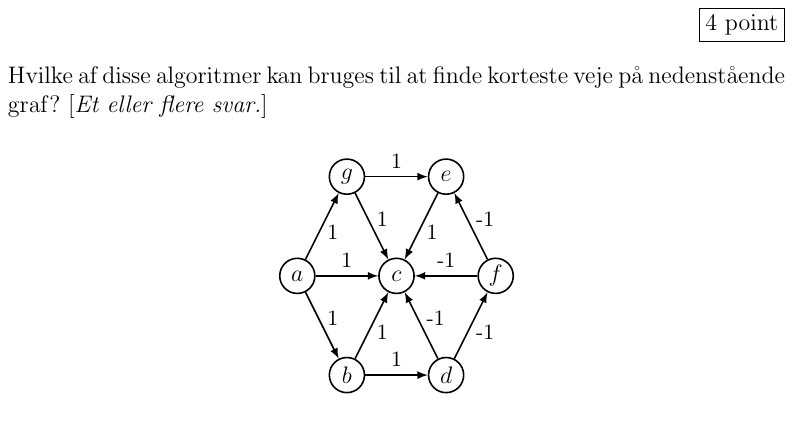 4 point
Hvilke af disse algoritmer kan bruges til at finde korteste veje på nedenstående
graf? [Et eller flere svar.]
1
g e
1 1 -1
1
1 -1
a c f
1 1 -1 -1
1
b d